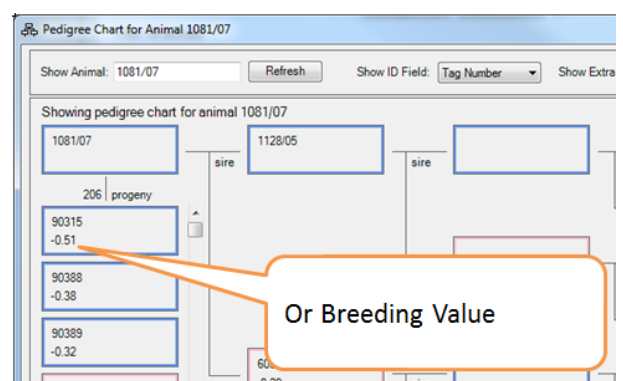 Pedigree Chart for Animal 1081/07
Show Animal: 1081/07 Refresh Show ID Field: Tag Number Show Extra
Showing pedigree chart for animal 1081/07
1081/07
1128/05
sire
sire
206 progeny
90315
-0.51
90388
-0.38
90389
-0.32
Or Breeding Value